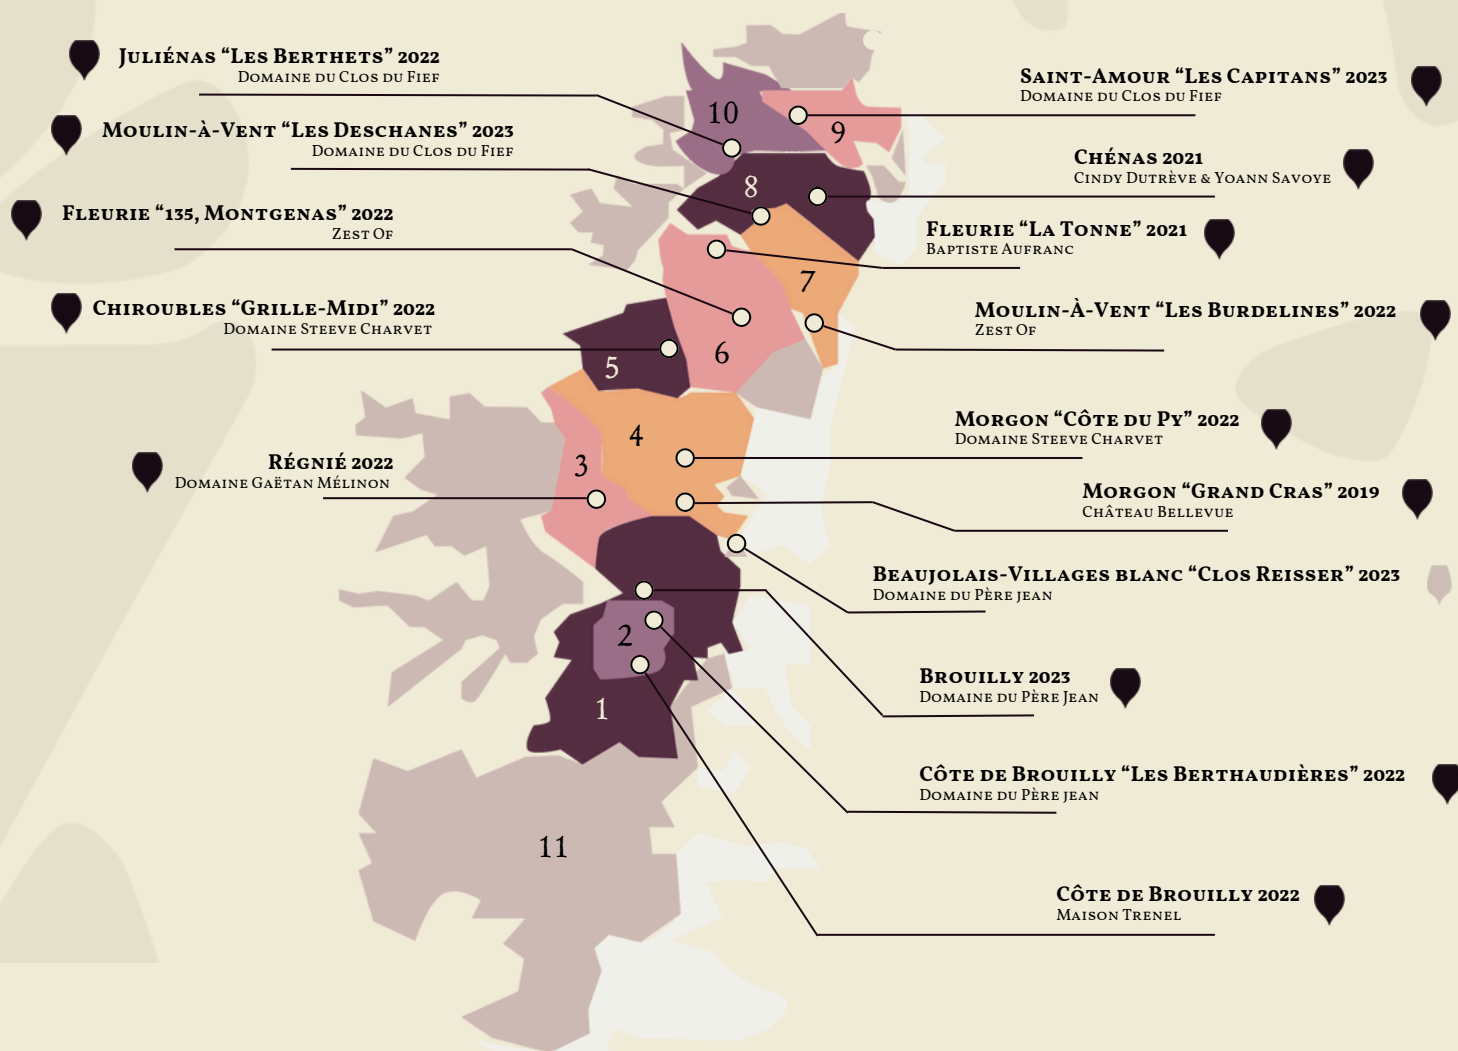 Juliénas “Les Berthets” 2022
Domaine du Clos du Fief
Moulin-à-Vent “Les Deschanes” 2023
Domaine du Clos du Fief
Fleurie “135, Montgenas” 2022
Zest Of
Chiroubles “Grille-Midi” 2022
Domaine Steeve Charvet
Régnié 2022
Domaine Gaëtan Mélinon
10
9
8
7
6
5
4
3
2
1
11
Saint-Amour “Les Capitans” 2023
Domaine du Clos du Fief
Chénas 2021
Cindy Dutrève & Yoann Savoye
Fleurie “La Tonne” 2021
Baptiste Aufranc
Moulin-À-Vent “Les Burdelines” 2022
Zest Of
Morgon “Côte du Py” 2022
Domaine Steeve Charvet
Morgon “Grand Cras” 2019
Château Bellevue
Beaujolais-Villages blanc “Clos Reisser” 2023
Domaine du Père jean
Brouilly 2023
Domaine du Père Jean
Côte de Brouilly “Les Berthaudières” 2022
Domaine du Père jean
Côte de Brouilly 2022
Maison Trenel